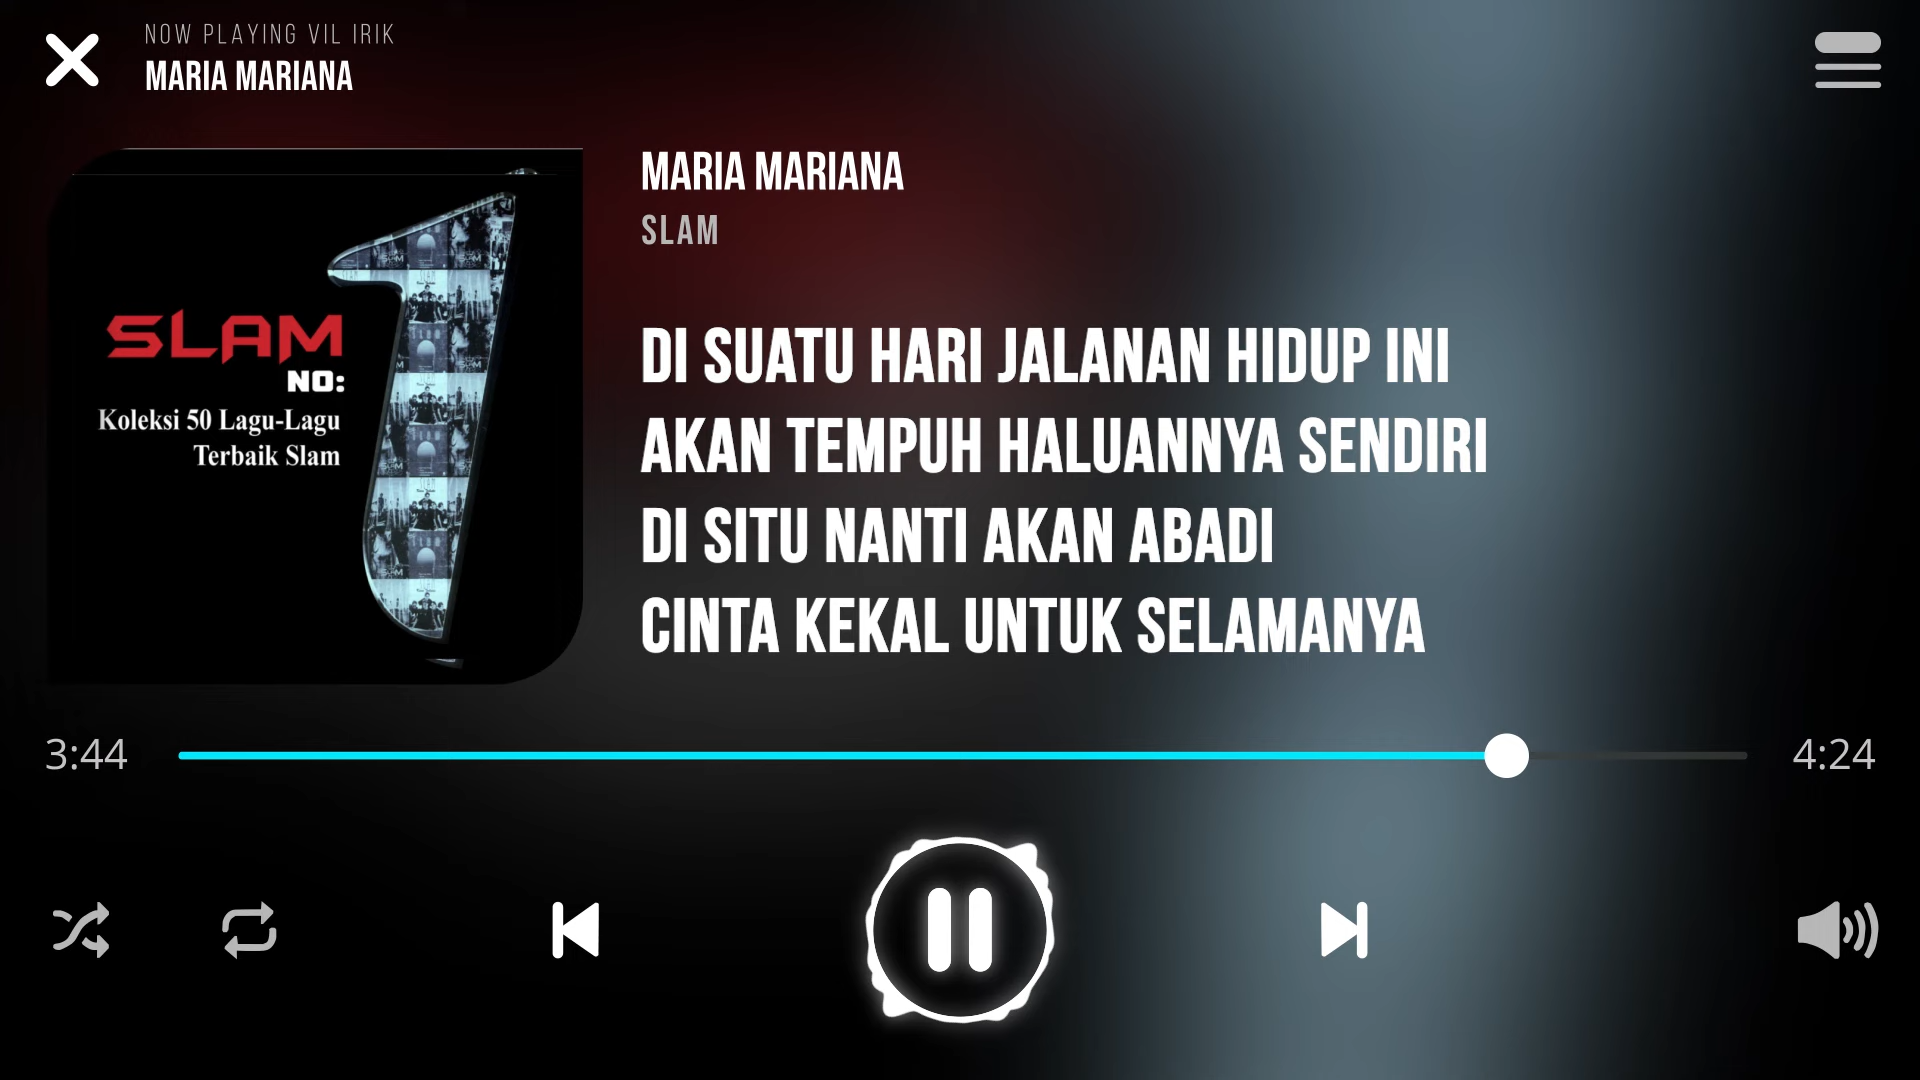 NOW PLAYING VIL IRIK
MARIA MARIANA
SLAM
NO:
Koleksi 50 Lagu-Lagu
Terbaik Slam
MARIA MARIANA
SLAM
DI SUATU HARI JALANAN HIDUP INI
AKAN TEMPUH HALUANNYA SENDIRI
DI SITU NANTI AKAN ABADI
CINTA KEKAL UNTUK SELAMANYA
3:44
4:24